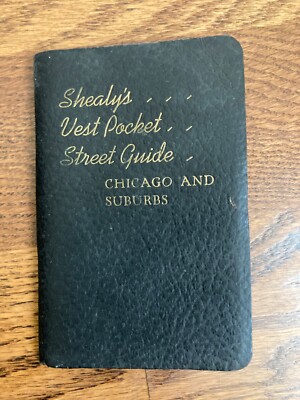 Shealy's . . .
Vest Pocket . .
Street Guide .
CHICAGO AND
SUBURBS